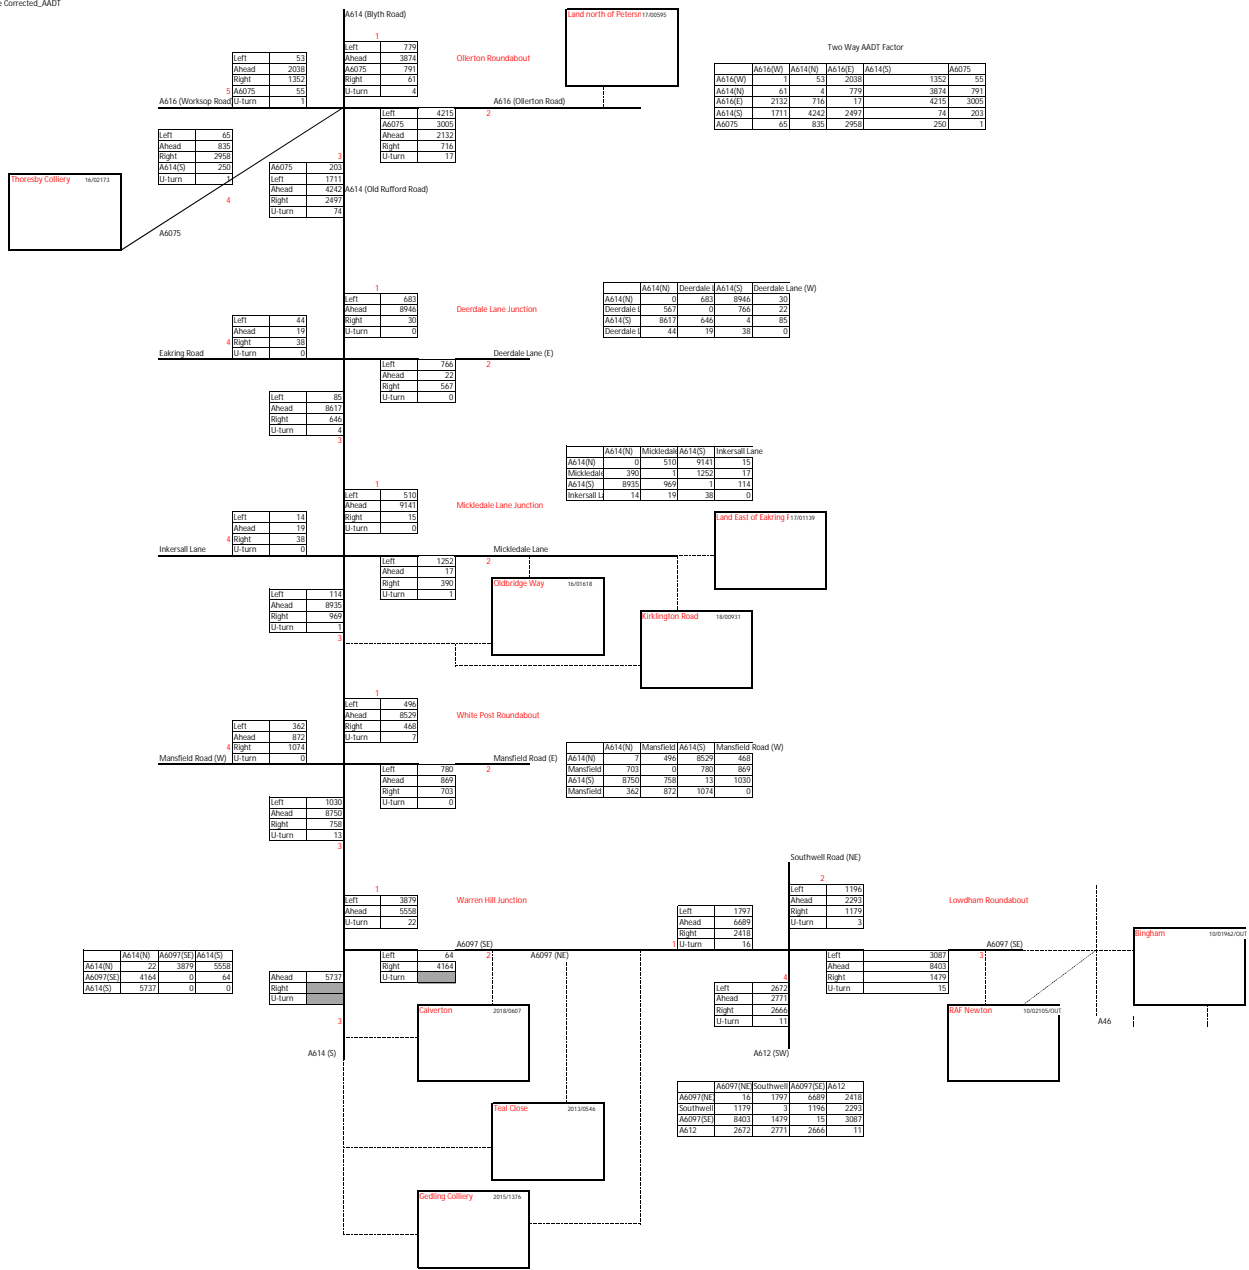 e Corrected_AADT
A614 (Blyth Road)
1
Left 779
Ahead 3874
A6075 791
Right 61
U-turn 4
Ollerton Roundabout
Land north of Petersm 17/00595
Two Way AADT Factor
A616(W) A614(N) A616(E) A614(S) A6075
A616(W) 1 53 2038 1352 55
A614(N) 61 4 779 3874 791
A616(E) 2132 716 17 4215 3005
A614(S) 1711 4242 2497 74 203
A6075 65 835 2958 250 1
Left 53
Ahead 2038
Right 1352
5 A6075 55
A616 (Worksop Road) U-turn 1
A616 (Ollerton Road)
2
Left 4215
A6075 3005
Ahead 2132
Right 716
U-turn 17
Left 65
Ahead 835
Right 2958
A614(S) 250
U-turn 1
4
3
A6075 203
Left 1711
Ahead 4242
Right 2497
U-turn 74
A614 (Old Rufford Road)
Thoresby Colliery 16/02173
A6075
1
Left 683
Ahead 8946
Right 30
U-turn 0
Deerdale Lane Junction
A614(N) Deerdale L A614(S) Deerdale Lane (W)
A614(N) 0 683 8946 30
Deerdale L 567 0 766 22
A614(S) 8617 646 4 85
Deerdale L 44 19 38 0
Left 44
Ahead 19
4 Right 38
Eakring Road U-turn 0
Deerdale Lane (E)
2
Left 766
Ahead 22
Right 567
U-turn 0
Left 85
Ahead 8617
Right 646
U-turn 4
3
A614(N) Mickledale A614(S) Inkersall Lane
A614(N) 0 510 9141 15
Mickledale 390 1 1252 17
A614(S) 8935 969 1 114
Inkersall La 14 19 38 0
1
Left 510
Ahead 9141
Right 15
U-turn 0
Mickledale Lane Junction
Left 14
Ahead 19
4 Right 38
Inkersall Lane U-turn 0
Mickledale Lane
2
Land East of Eakring F 17/01139
Left 1252
Ahead 17
Right 390
U-turn 1
Oldbridge Way 16/01618
Kirklington Road 18/00931
Left 114
Ahead 8935
Right 969
U-turn 1
3
1
Left 496
Ahead 8529
Right 468
U-turn 7
White Post Roundabout
Left 362
Ahead 872
4 Right 1074
Mansfield Road (W) U-turn 0
Mansfield Road (E)
2
A614(N) Mansfield A614(S) Mansfield Road (W)
A614(N) 7 496 8529 468
Mansfield 703 0 780 869
A614(S) 8750 758 13 1030
Mansfield 362 872 1074 0
Left 780
Ahead 869
Right 703
U-turn 0
Left 1030
Ahead 8750
Right 758
U-turn 13
3
Southwell Road (NE)
2
Left 1196
Ahead 2293
Right 1179
U-turn 3
Lowdham Roundabout
1
Left 3879
Ahead 5558
U-turn 22
Warren Hill Junction
Left 1797
Ahead 6689
Right 2418
1 U-turn 16
A6097 (SE)
A6097 (NE)
A6097 (SE)
Bingham 10/01962/OUT
A614(N) A6097(SE) A614(S)
A614(N) 22 3879 5558
A6097(SE) 4164 0 64
A614(S) 5737 0 0
Left 64
Right 4164
U-turn
2
Ahead 5737
Right
U-turn
3
Left 3087
Ahead 8403
Right 1479
U-turn 15
3
4
Left 2672
Ahead 2771
Right 2666
U-turn 11
Calverton 2018/0607
RAF Newton 10/02105/OUT
A46
A614 (S)
A612 (SW)
A6097(NE) Southwell A6097(SE) A612
A6097(NE) 16 1797 6689 2418
Southwell 1179 3 1196 2293
A6097(SE) 8403 1479 15 3087
A612 2672 2771 2666 11
Teal Close 2013/0546
Gedling Colliery 2015/1376